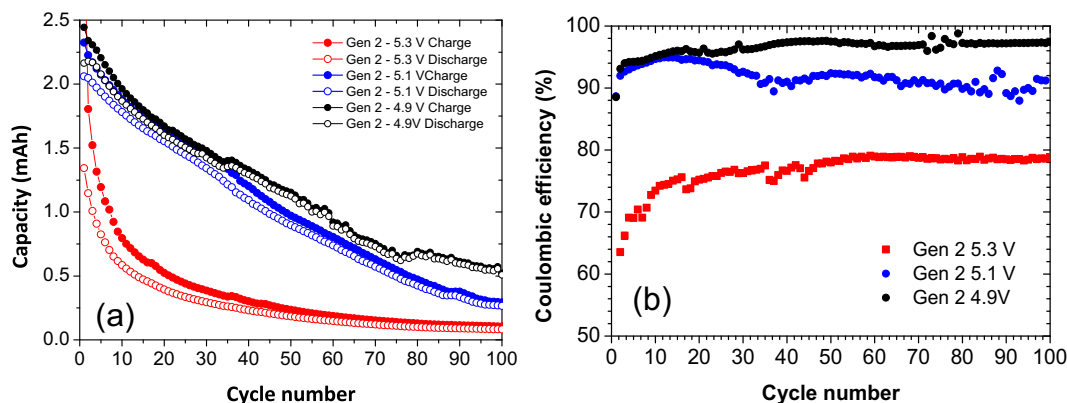 2.5
2.0
1.5
1.0
0.5
0.0
Capacity (mAh)
Gen 2 - 5.3 V Charge
Gen 2 - 5.3 V Discharge
Gen 2 - 5.1 VCharge
Gen 2 - 5.1 V Discharge
Gen 2 - 4.9 V Charge
Gen 2 - 4.9V Discharge
(a)
0 10 20 30 40 50 60 70 80 90 100
Cycle number
100
90
80
70
60
50
Coulombic efficiency (%)
Gen 2 5.3 V
Gen 2 5.1 V
Gen 2 4.9V
(b)
0 10 20 30 40 50 60 70 80 90 100
Cycle number